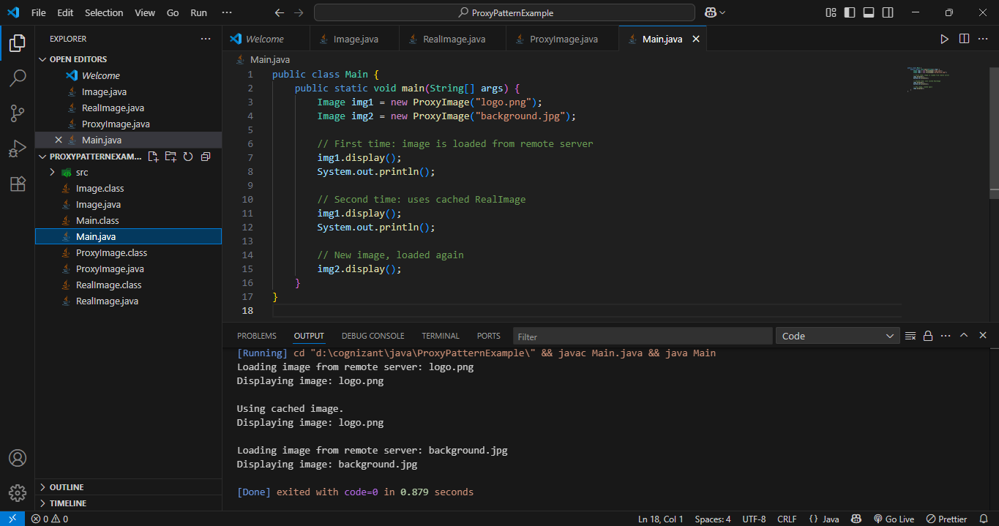 File Edit Selection View Go Run ··· ProxyPatternExample
EXPLORER ···
OPEN EDITORS
Welcome
Image.java
RealImage.java
ProxyImage.java
Main.java
PROXYPATTERNEXAM...
src
Image.class
Image.java
Main.class
Main.java
ProxyImage.class
ProxyImage.java
RealImage.class
RealImage.java
OUTLINE
TIMELINE
Welcome Image.java RealImage.java ProxyImage.java Main.java
Main.java
1 public class Main {
2 public static void main(String[] args) {
3 Image img1 = new ProxyImage("logo.png");
4 Image img2 = new ProxyImage("background.jpg");
5
6 // First time: image is loaded from remote server
7 img1.display();
8 System.out.println();
9
10 // Second time: uses cached RealImage
11 img1.display();
12 System.out.println();
13
14 // New image, loaded again
15 img2.display();
16 }
17 }
18
PROBLEMS OUTPUT DEBUG CONSOLE TERMINAL PORTS Filter Code
[Running] cd "d:\cognizant\java\ProxyPatternExample\" && javac Main.java && java Main
Loading image from remote server: logo.png
Displaying image: logo.png
Using cached image.
Displaying image: logo.png
Loading image from remote server: background.jpg
Displaying image: background.jpg
[Done] exited with code=0 in 0.879 seconds
0 0 Ln 18, Col 1 Spaces: 4 UTF-8 CRLF {} Java Go Live Prettier